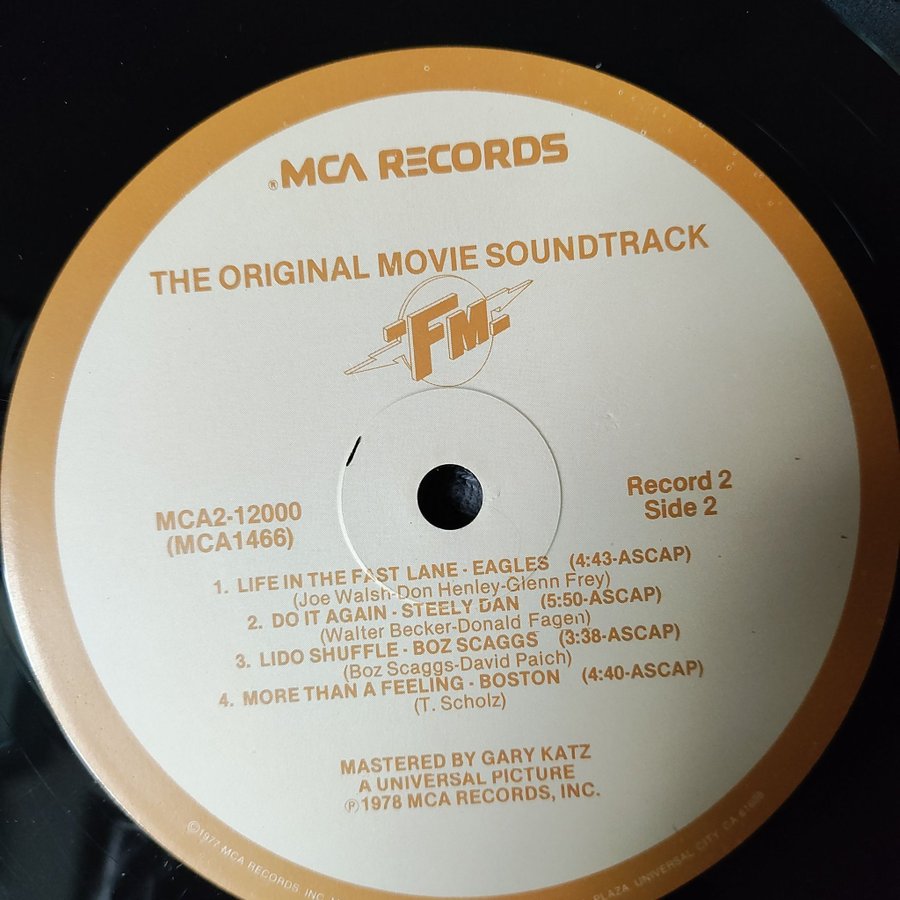 ®MCA RECORDS
THE ORIGINAL MOVIE SOUNDTRACK
FM
MCA2-12000
(MCA1466)
Record 2
Side 2
1. LIFE IN THE FAST LANE - EAGLES (4:43-ASCAP)
(Joe Walsh-Don Henley-Glenn Frey)
2. DO IT AGAIN - STEELY DAN (5:50-ASCAP)
(Walter Becker-Donald Fagen)
3. LIDO SHUFFLE - BOZ SCAGGS (3:38-ASCAP)
(Boz Scaggs-David Paich)
4. MORE THAN A FEELING - BOSTON (4:40-ASCAP)
(T. Scholz)
MASTERED BY GARY KATZ
A UNIVERSAL PICTURE
℗1978 MCA RECORDS, INC.
©1977 MCA RECORDS INC PLAZA UNIVERSAL CITY, CA